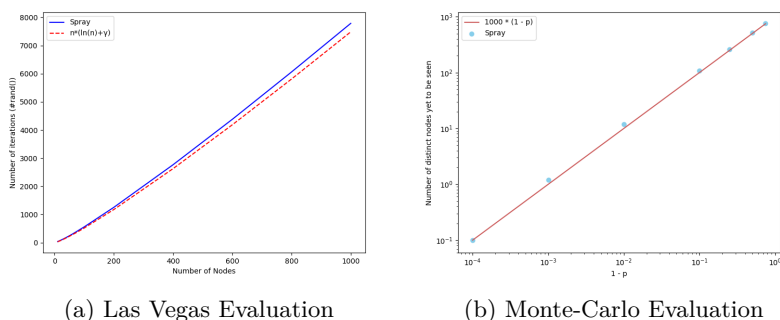 Spray
n*(ln(n)+γ)
8000
7000
6000
5000
4000
3000
2000
1000
0
Number of iterations (#rand())
0
200
400
600
800
1000
Number of Nodes
(a) Las Vegas Evaluation
1000 * (1 - p)
Spray
10³
10²
10¹
10⁰
10⁻¹
Number of distinct nodes yet to be seen
10⁻⁴
10⁻³
10⁻²
10⁻¹
10⁰
1 - p
(b) Monte-Carlo Evaluation